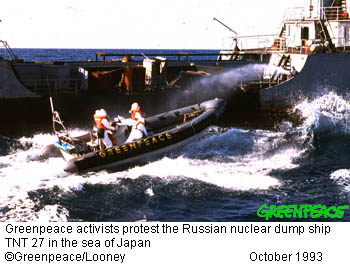 GREENPEACE
GREENPEACE
Greenpeace activists protest the Russian nuclear dump ship
TNT 27 in the sea of Japan
©Greenpeace/Looney October 1993